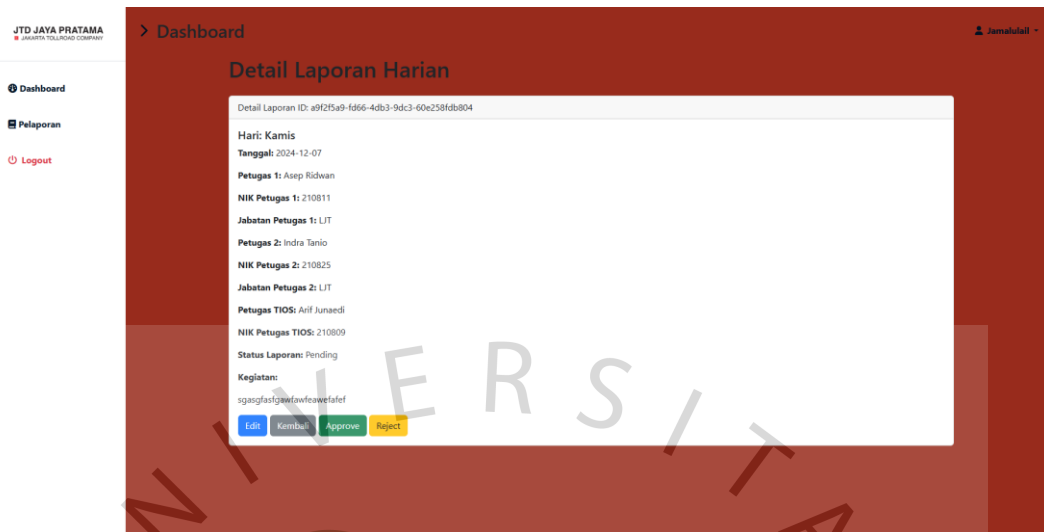 JTD JAYA PRATAMA
JAKARTA TOLLROAD COMPANY
Dashboard
Jamalulail
Dashboard
Pelaporan
Logout
Detail Laporan Harian
Detail Laporan ID: a9f2f5a9-fd66-4db3-9dc3-60e258fdb804
Hari: Kamis
Tanggal: 2024-12-07
Petugas 1: Asep Ridwan
NIK Petugas 1: 210811
Jabatan Petugas 1: LJT
Petugas 2: Indra Tanio
NIK Petugas 2: 210825
Jabatan Petugas 2: LJT
Petugas TIOS: Arif Junaedi
NIK Petugas TIOS: 210809
Status Laporan: Pending
Kegiatan:
sgasgfasfgawfawfeawefafef
Edit Kembali Approve Reject
NIVERSITA